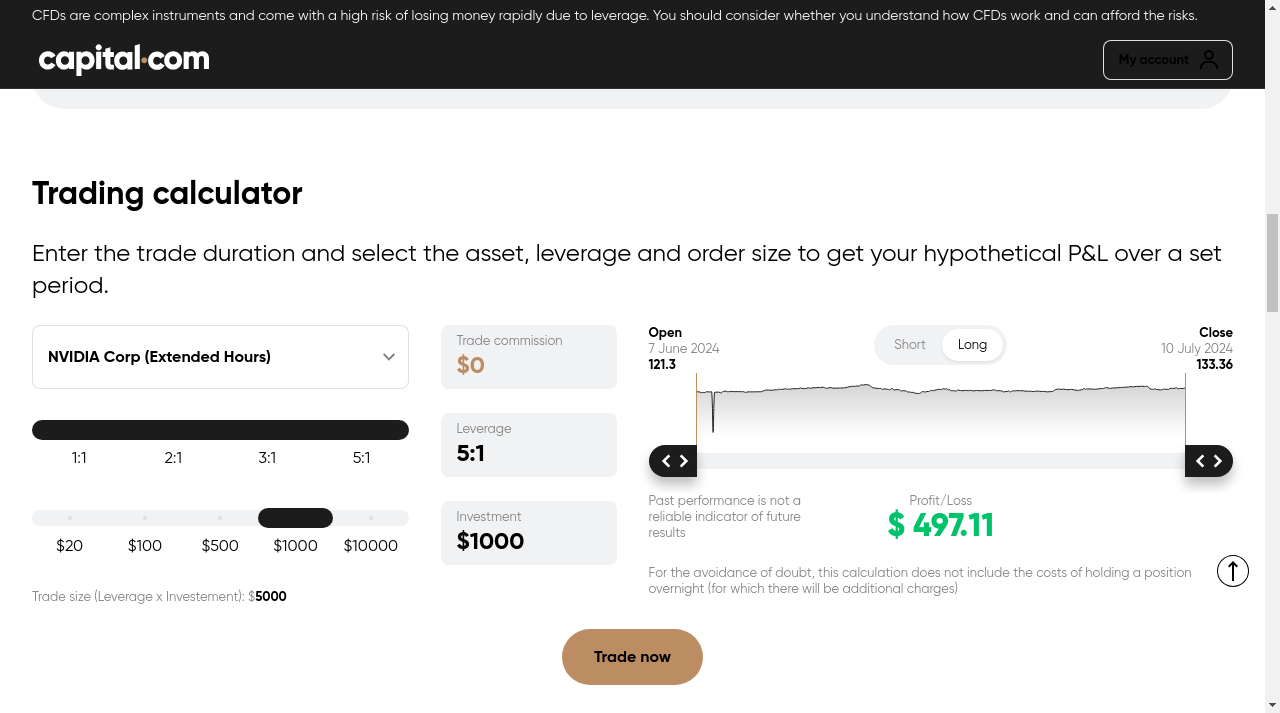 CFDs are complex instruments and come with a high risk of losing money rapidly due to leverage. You should consider whether you understand how CFDs work and can afford the risks.
capital.com
My account
Trading calculator
Enter the trade duration and select the asset, leverage and order size to get your hypothetical P&L over a set
period.
NVIDIA Corp (Extended Hours)
1:1 2:1 3:1 5:1
$20 $100 $500 $1000 $10000
Trade size (Leverage x Investement): $5000
Trade commission
$0
Leverage
5:1
Investment
$1000
Open
7 June 2024
121.3
Short Long
Close
10 July 2024
133.36
Past performance is not a
reliable indicator of future
results
Profit/Loss
$ 497.11
For the avoidance of doubt, this calculation does not include the costs of holding a position
overnight (for which there will be additional charges)
Trade now